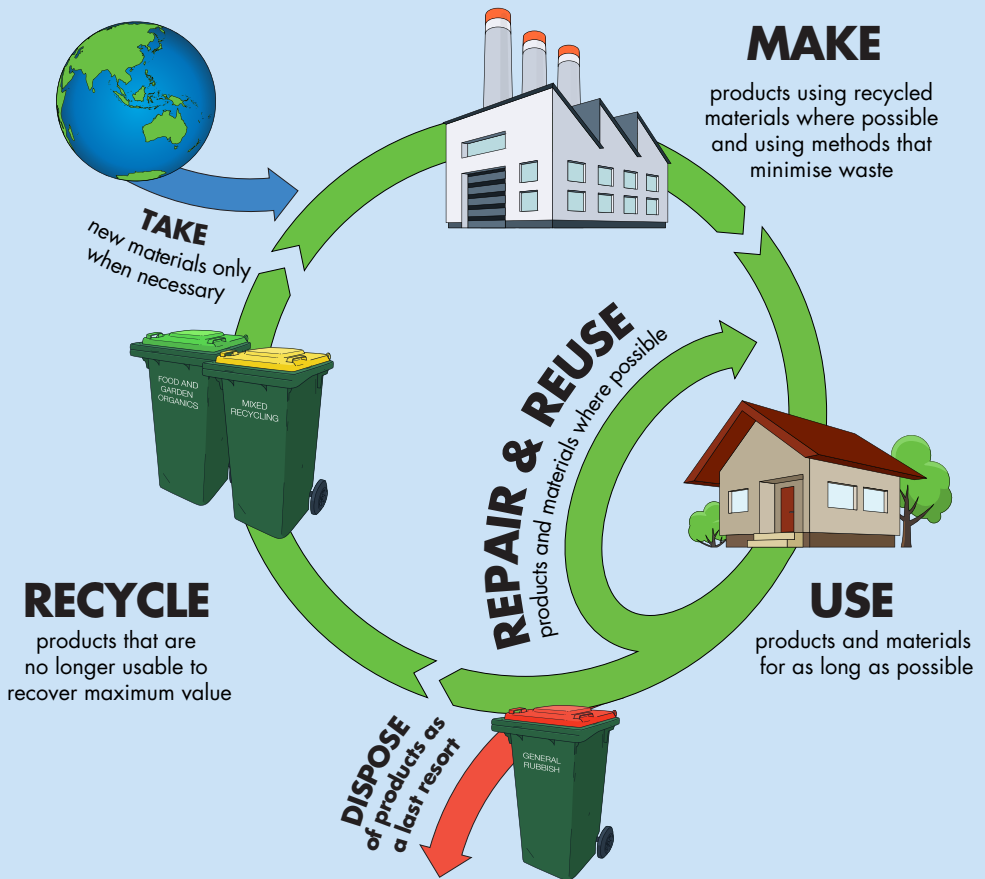 MAKE
products using recycled
materials where possible
and using methods that
minimise waste
TAKE
new materials only
when necessary
FOOD AND
GARDEN
ORGANICS
MIXED
RECYCLING
REPAIR & REUSE
products and materials where possible
USE
products and materials
for as long as possible
RECYCLE
products that are
no longer usable to
recover maximum value
DISPOSE
of products as
a last resort
GENERAL
RUBBISH